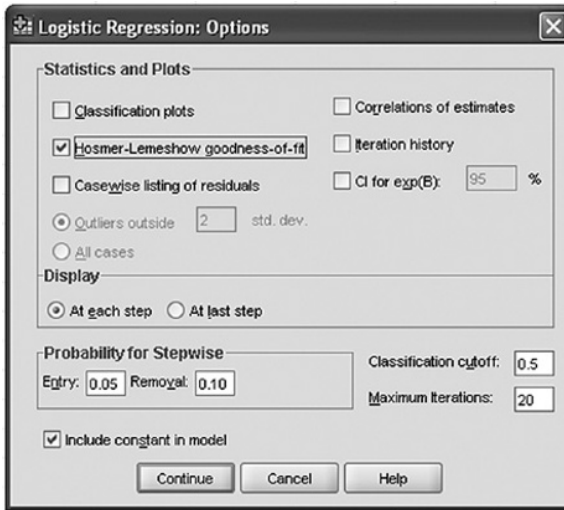 Logistic Regression: Options
Statistics and Plots
Classification plots
Correlations of estimates
Hosmer-Lemeshow goodness-of-fit
Iteration history
Casewise listing of residuals
CI for exp(B): 95 %
Outliers outside 2 std. dev.
All cases
Display
At each step At last step
Probability for Stepwise
Entry: 0.05 Removal: 0.10
Classification cutoff: 0.5
Maximum Iterations: 20
Include constant in model
Continue Cancel Help